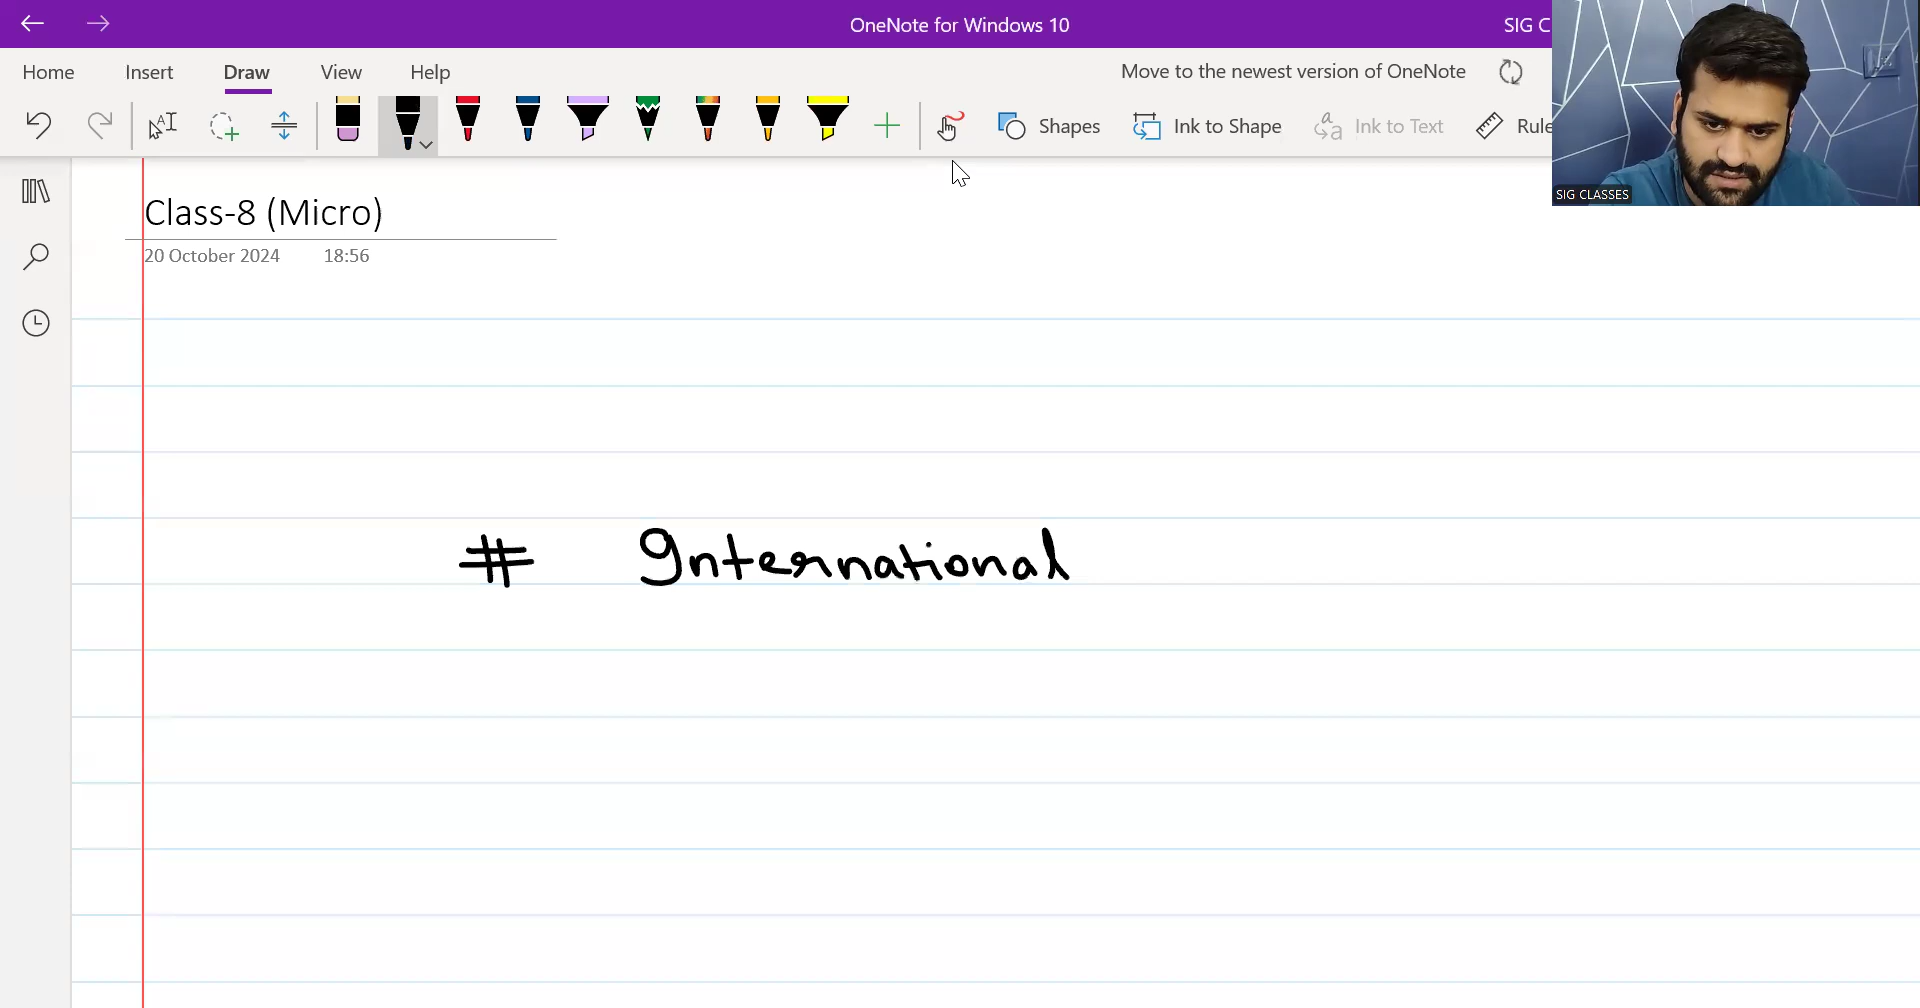 OneNote for Windows 10
SIG C
Home Insert Draw View Help
Move to the newest version of OneNote
Shapes Ink to Shape Ink to Text Rule
SIG CLASSES
Class-8 (Micro)
20 October 2024 18:56
# International